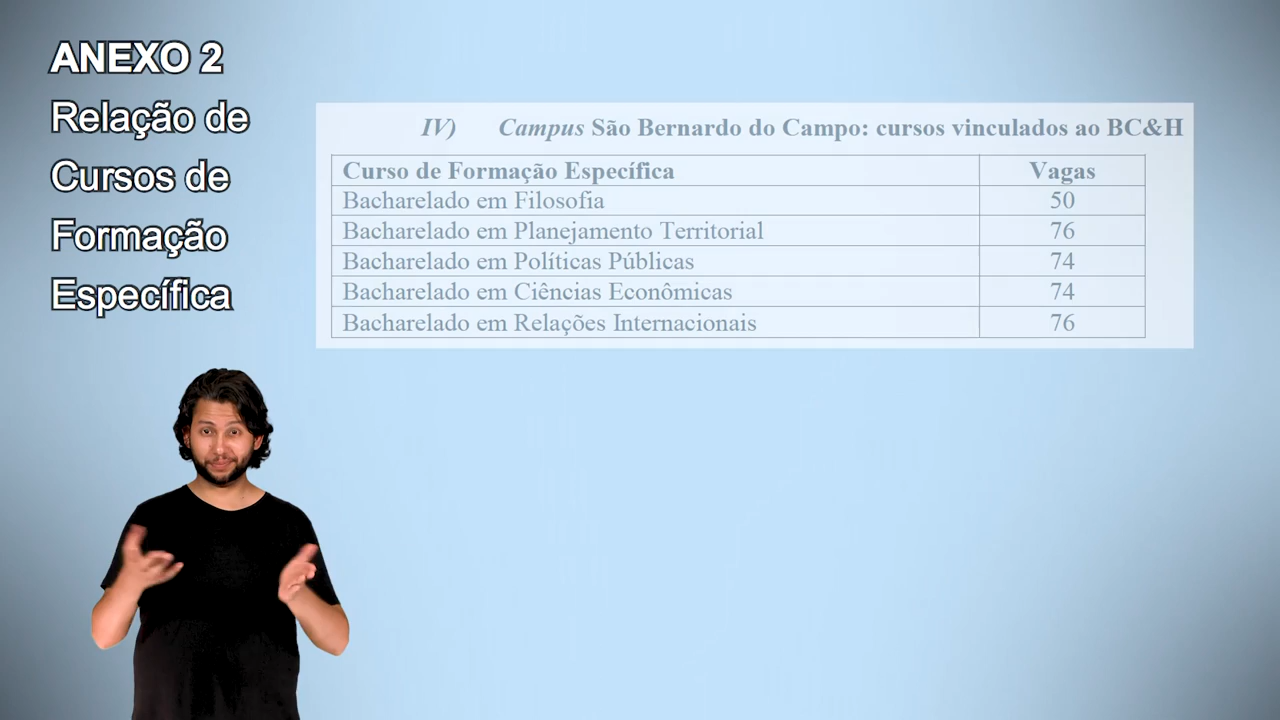 ANEXO 2
Relação de
Cursos de
Formação
Específica
IV) Campus São Bernardo do Campo: cursos vinculados ao BC&H
Curso de Formação Específica Vagas
Bacharelado em Filosofia 50
Bacharelado em Planejamento Territorial 76
Bacharelado em Políticas Públicas 74
Bacharelado em Ciências Econômicas 74
Bacharelado em Relações Internacionais 76